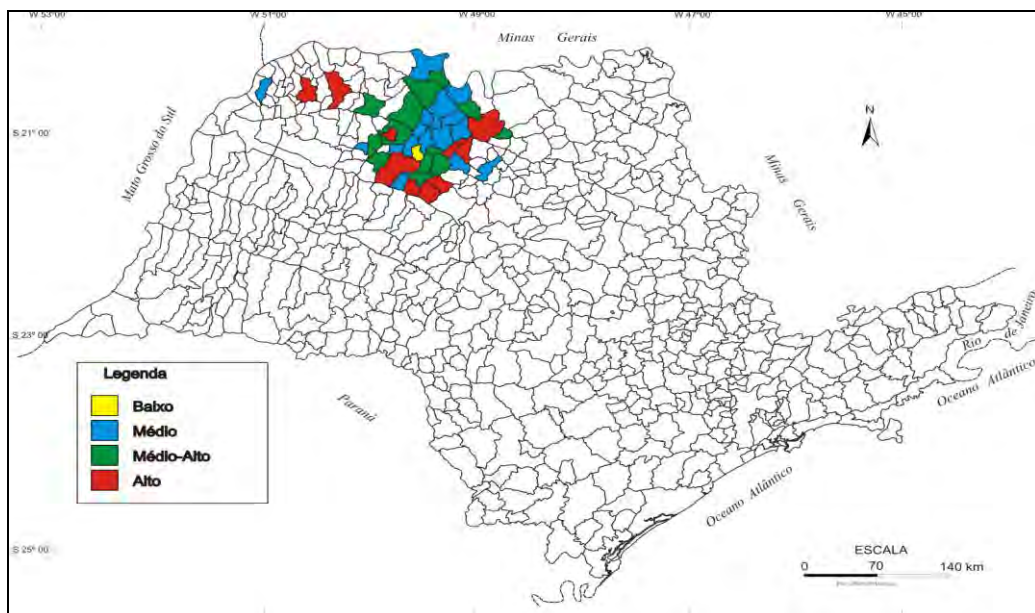 W 53°00'
W 51°00'
W 49°00'
W 47°00'
W 45°00'
Minas Gerais
N
S 21° 00'
Mato Grosso do Sul
Minas Gerais
S 23° 00'
Rio de Janeiro
Oceano Atlântico
Legenda
Baixo
Médio
Médio-Alto
Alto
Paraná
Oceano Atlântico
S 25° 00'
ESCALA
0 70 140 km